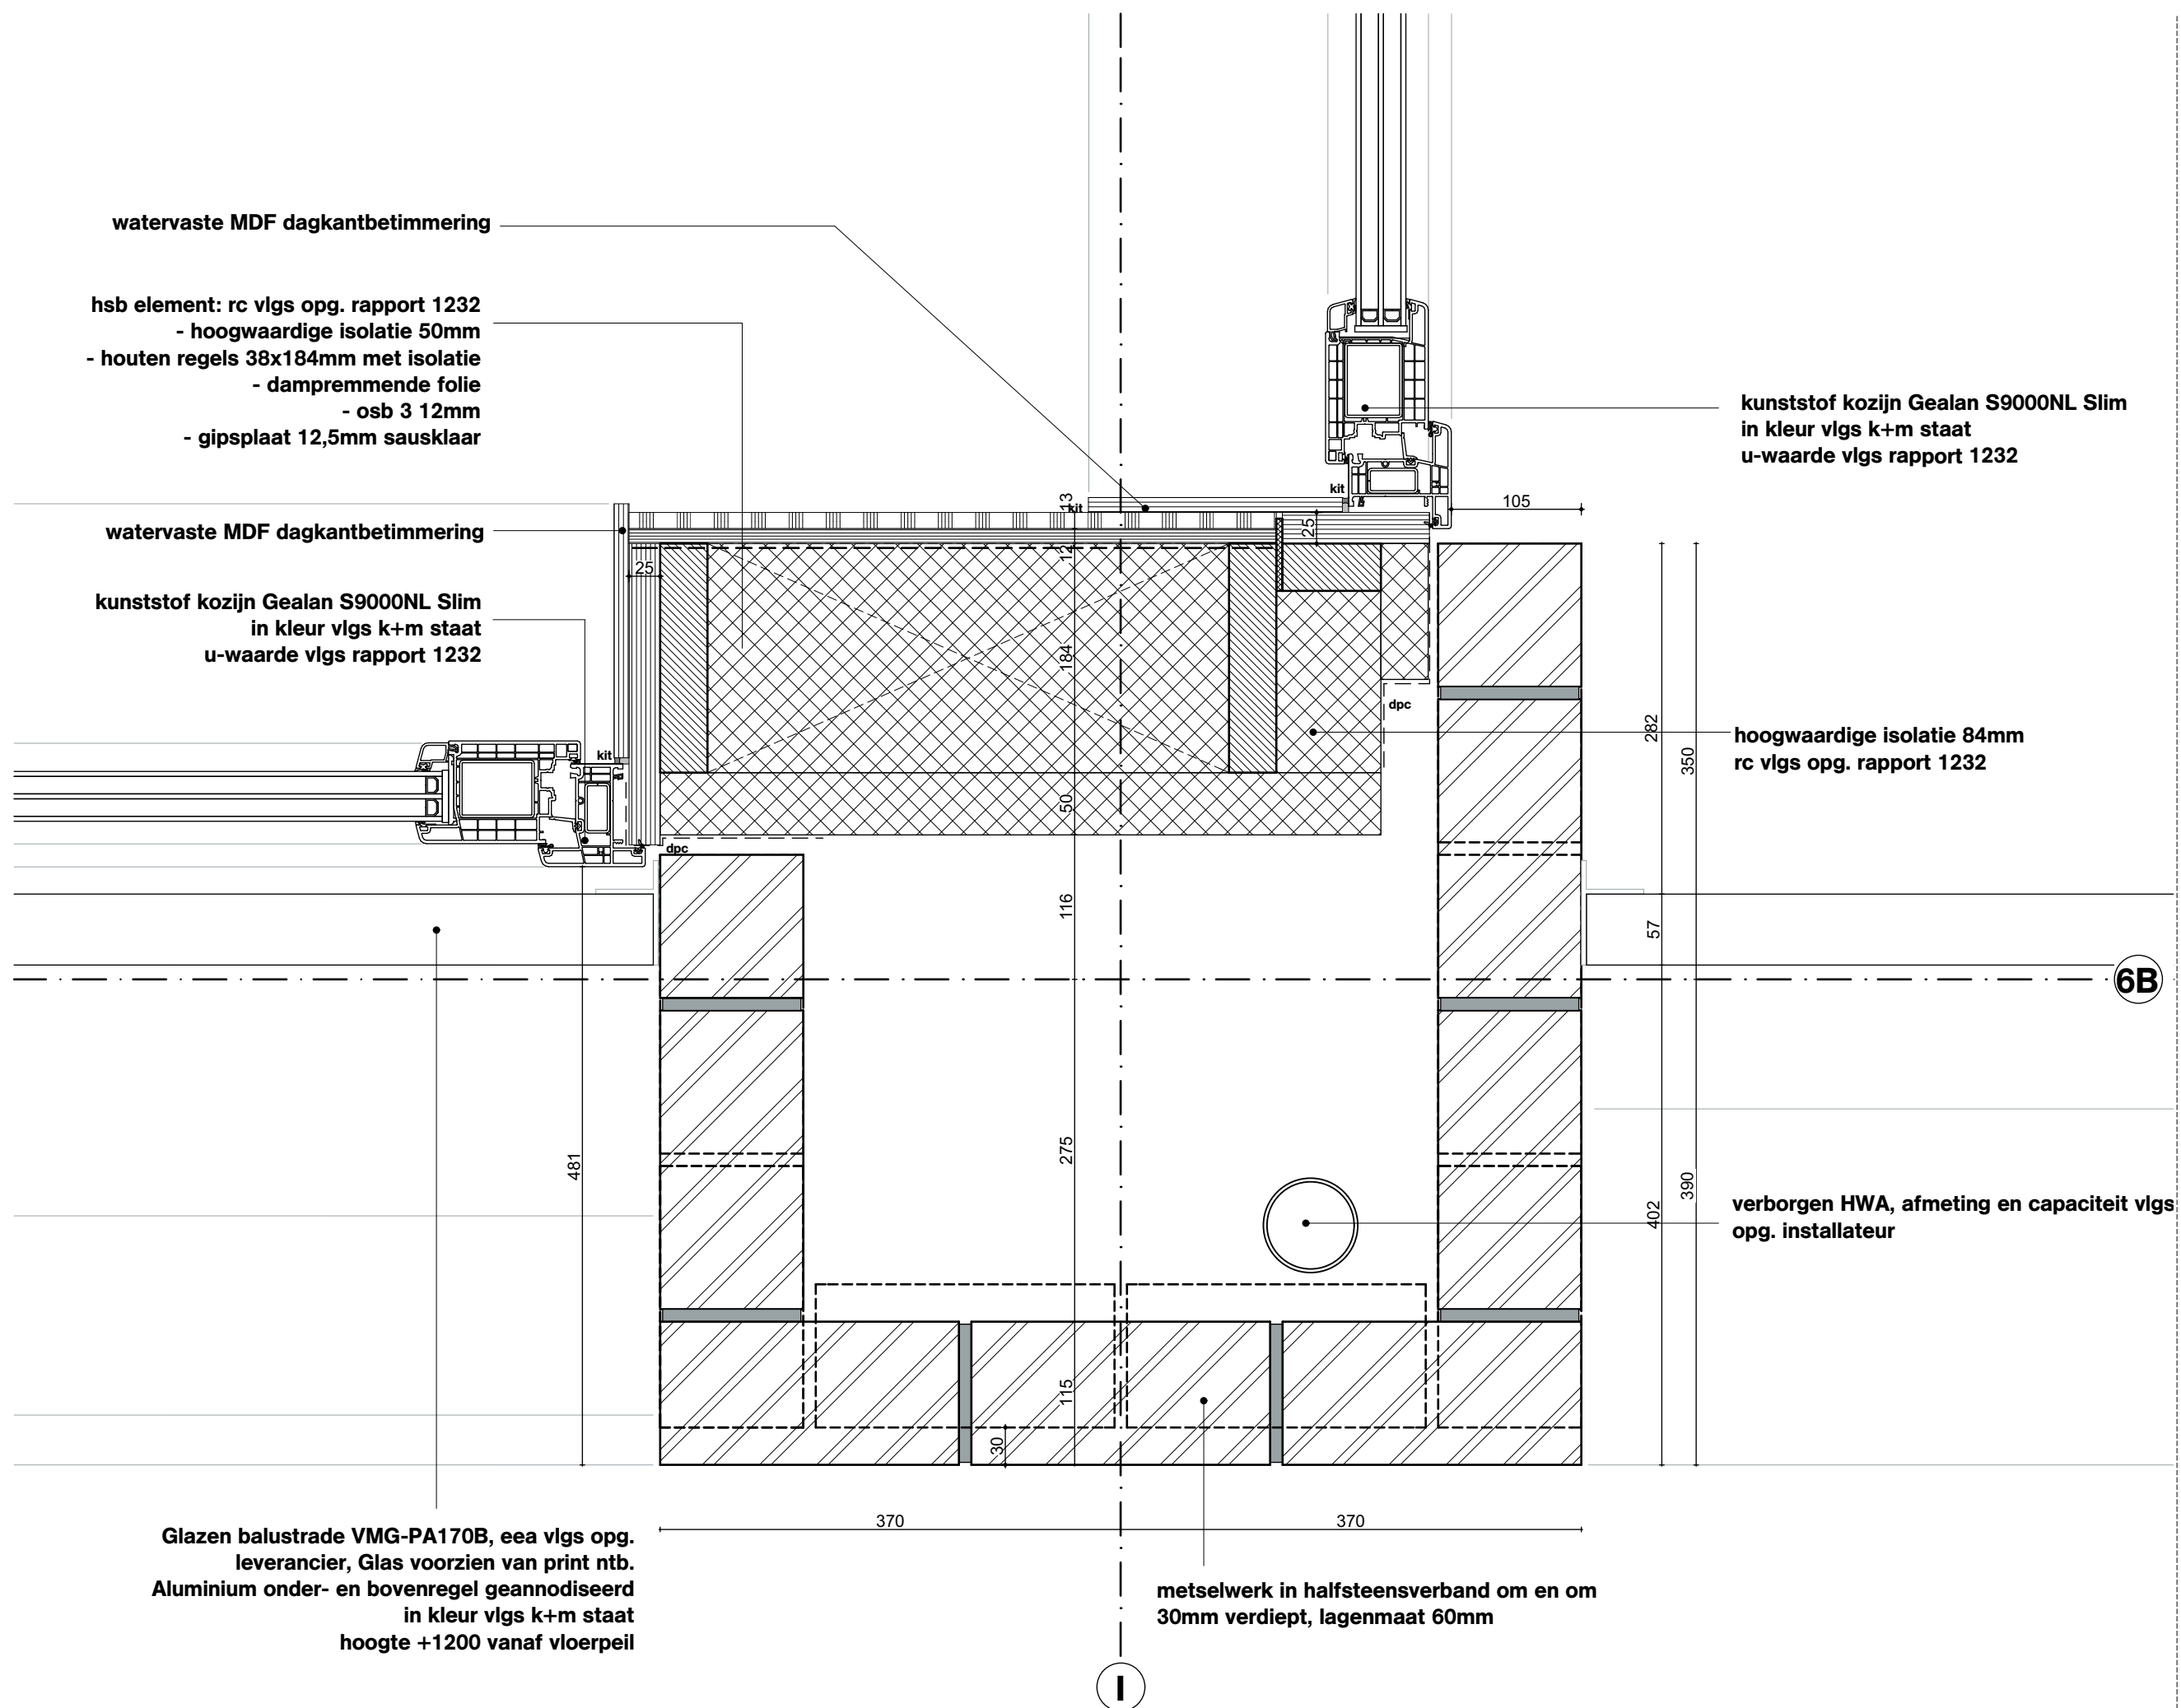 watervaste MDF dagkantbetimmering
hsb element: rc vlgs opg. rapport 1232
- hoogwaardige isolatie 50mm
- houten regels 38x184mm met isolatie
- dampremmende folie
- osb 3 12mm
- gipsplaat 12,5mm sausklaar
kunststof kozijn Gealan S9000NL Slim
in kleur vlgs k+m staat
u-waarde vlgs rapport 1232
kit
13
kit
105
25
watervaste MDF dagkantbetimmering
12
25
kunststof kozijn Gealan S9000NL Slim
in kleur vlgs k+m staat
u-waarde vlgs rapport 1232
184
dpc
282
350
hoogwaardige isolatie 84mm
rc vlgs opg. rapport 1232
kit
50
dpc
116
57
6B
481
275
402
390
verborgen HWA, afmeting en capaciteit vlgs
opg. installateur
115
30
370
370
Glazen balustrade VMG-PA170B, eea vlgs opg.
leverancier, Glas voorzien van print ntb.
Aluminium onder- en bovenregel geannodiseerd
in kleur vlgs k+m staat
hoogte +1200 vanaf vloerpeil
metselwerk in halfsteensverband om en om
30mm verdiept, lagenmaat 60mm
I